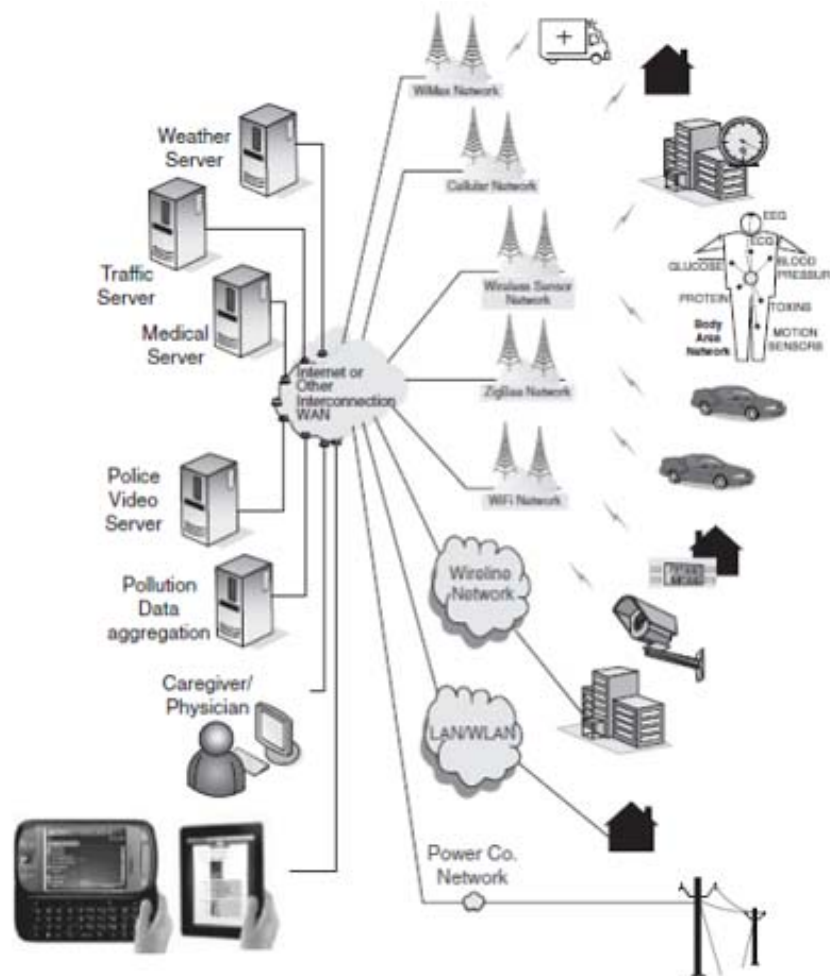 WiMax Network
Weather
Server
Cellular Network
EEG
ECG
GLUCOSE
BLOOD
PRESSUR
Traffic
Server
Wireless Sensor
Network
PROTEIN
TOXINS
Body
Area
Network
MOTION
SENSORS
Medical
Server
Internet or
Other
Interconnection
WAN
ZigBee Network
Police
Video
Server
WiFi Network
Wireline
Network
Pollution
Data
aggregation
Caregiver/
Physician
LAN/WLAN
Power Co.
Network